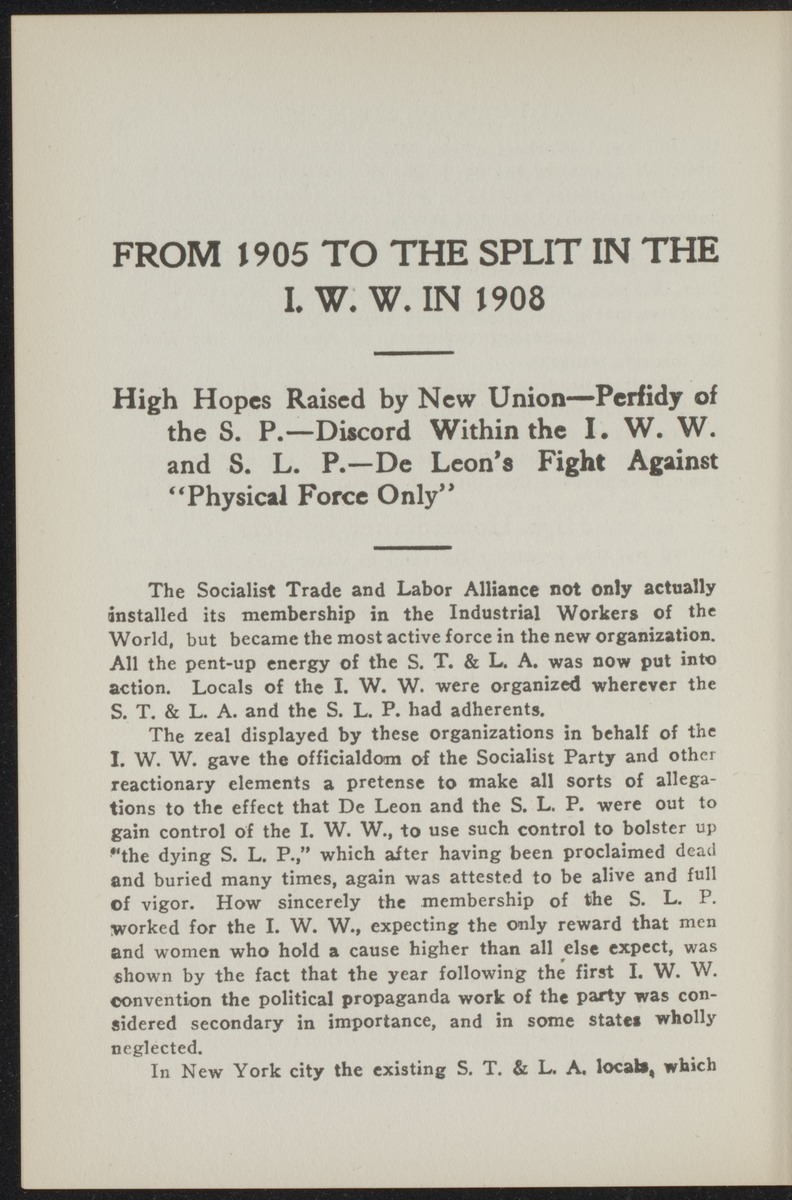 FROM 1905 TO THE SPLIT IN THE
I. W. W. IN 1908
High Hopes Raised by New Union—Perfidy of
the S. P.—Discord Within the I. W. W.
and S. L. P.—De Leon's Fight Against
"Physical Force Only"
The Socialist Trade and Labor Alliance not only actually
installed its membership in the Industrial Workers of the
World, but became the most active force in the new organization.
All the pent-up energy of the S. T. & L. A. was now put into
action. Locals of the I. W. W. were organized wherever the
S. T. & L. A. and the S. L. P. had adherents.
The zeal displayed by these organizations in behalf of the
I. W. W. gave the officialdom of the Socialist Party and other
reactionary elements a pretense to make all sorts of allega-
tions to the effect that De Leon and the S. L. P. were out to
gain control of the I. W. W., to use such control to bolster up
"the dying S. L. P.," which after having been proclaimed dead
and buried many times, again was attested to be alive and full
of vigor. How sincerely the membership of the S. L. P.
worked for the I. W. W., expecting the only reward that men
and women who hold a cause higher than all else expect, was
shown by the fact that the year following the first I. W. W.
convention the political propaganda work of the party was con-
sidered secondary in importance, and in some states wholly
neglected.
In New York city the existing S. T. & L. A. locals, which